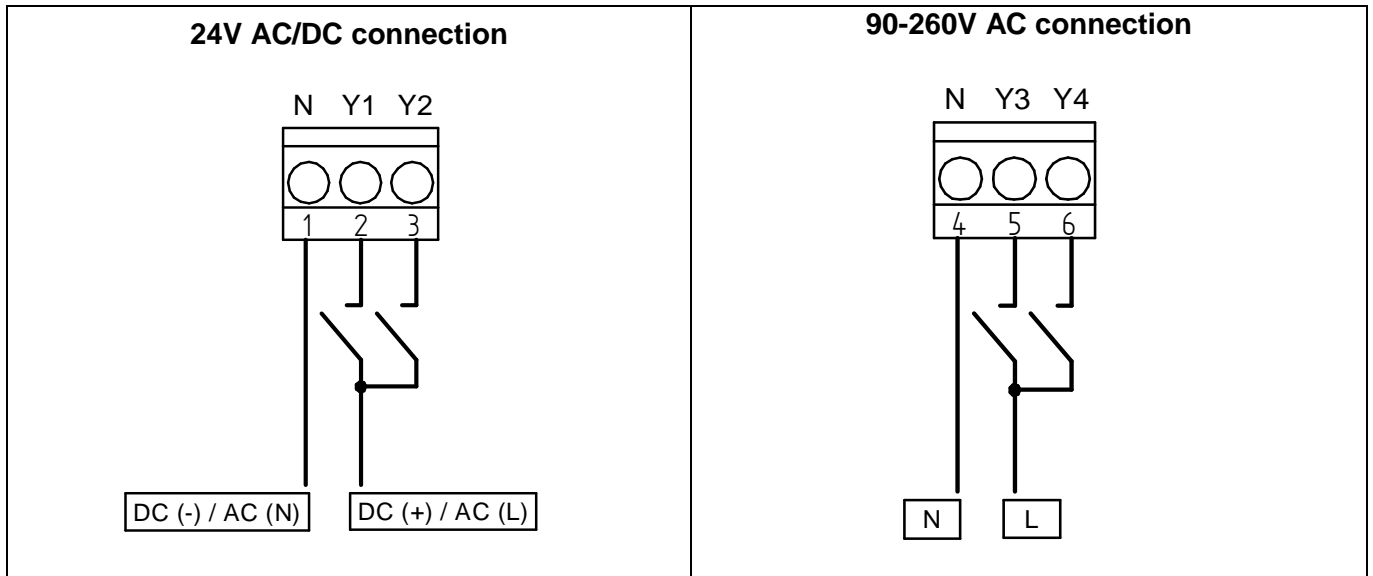 24V AC/DC connection
N Y1 Y2
1 2 3
DC (-) / AC (N)
DC (+) / AC (L)
90-260V AC connection
N Y3 Y4
4 5 6
N
L